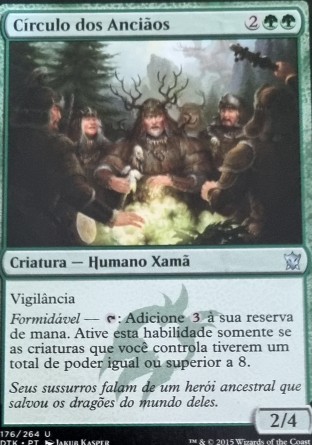 Círculo dos Anciãos 2
Criatura — Humano Xamã
Vigilância
Formidável — : Adicione 3 à sua reserva
de mana. Ative esta habilidade somente se
as criaturas que você controla tiverem um
total de poder igual ou superior a 8.
Seus sussurros falam de um herói ancestral que
salvou os dragões do mundo deles.
2/4
176/264 U
DTK • PT Jakub Kasper
™ & © 2015 Wizards of the Coast